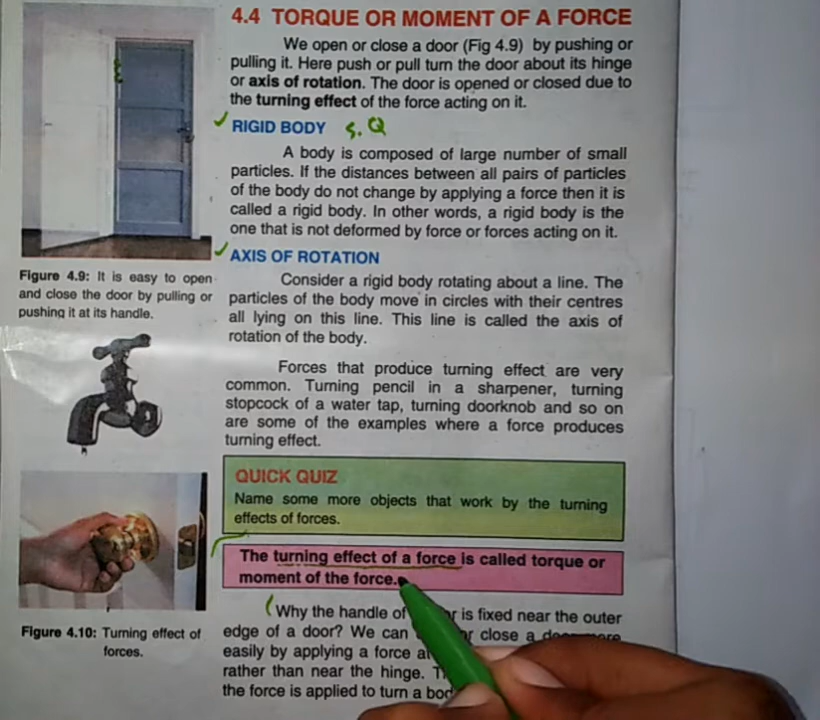 4.4 TORQUE OR MOMENT OF A FORCE
We open or close a door (Fig 4.9) by pushing or
pulling it. Here push or pull turn the door about its hinge
or axis of rotation. The door is opened or closed due to
the turning effect of the force acting on it.
RIGID BODY S.Q
A body is composed of large number of small
particles. If the distances between all pairs of particles
of the body do not change by applying a force then it is
called a rigid body. In other words, a rigid body is the
one that is not deformed by force or forces acting on it.
AXIS OF ROTATION
Consider a rigid body rotating about a line. The
particles of the body move in circles with their centres
all lying on this line. This line is called the axis of
rotation of the body.
Forces that produce turning effect are very
common. Turning pencil in a sharpener, turning
stopcock of a water tap, turning doorknob and so on
are some of the examples where a force produces
turning effect.
QUICK QUIZ
Name some more objects that work by the turning
effects of forces.
The turning effect of a force is called torque or
moment of the force.
Why the handle of is fixed near the outer
edge of a door? We can close a
easily by applying a force
rather than near the hinge.
the force is applied to turn a
Figure 4.9: It is easy to open
and close the door by pulling or
pushing it at its handle.
Figure 4.10: Turning effect of
forces.